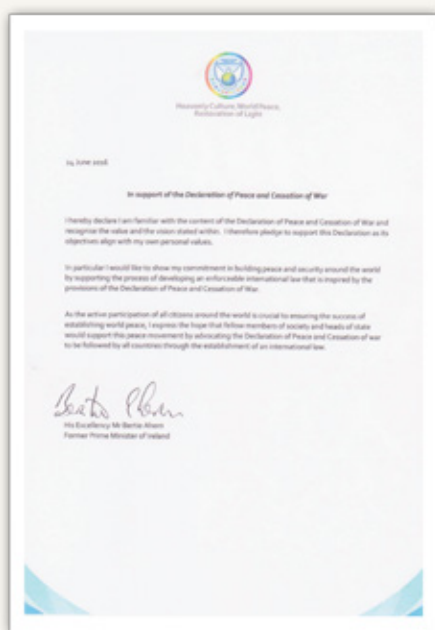 Heavenly Culture, World Peace,
Restoration of Light
24 June 2016
In support of the Declaration of Peace and Cessation of War
I hereby declare I am familiar with the content of the Declaration of Peace and Cessation of War and
recognise the value and the vision stated within. I therefore pledge to support this Declaration as its
objectives align with my own personal values.
In particular I would like to show my commitment in building peace and security around the world
by supporting the process of developing an enforceable international law that is inspired by the
provisions of the Declaration of Peace and Cessation of War.
As the active participation of all citizens around the world is crucial to ensuring the success of
establishing world peace, I express the hope that fellow members of society and heads of state
would support this peace movement by advocating the Declaration of Peace and Cessation of war
to be followed by all countries through the establishment of an international law.
Bertie Ahern
His Excellency Mr Bertie Ahern
Former Prime Minister of Ireland